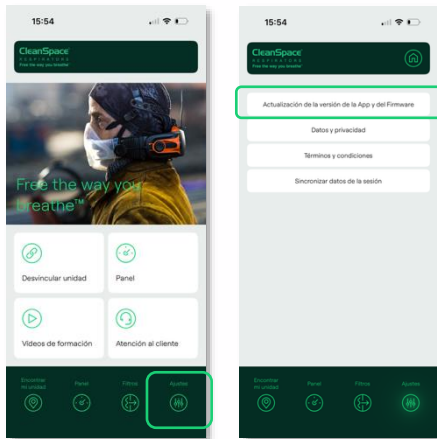 15:54
CleanSpace
RESPIRATORS
Free the way you breathe
Free the way you
breathe™
Desvincular unidad
Panel
Vídeos de formación
Atención al cliente
Encontrar
mi unidad
Panel
Filtros
Ajustes
15:54
CleanSpace
RESPIRATORS
Free the way you breathe
Actualización de la versión de la App y del Firmware
Datos y privacidad
Términos y condiciones
Sincronizar datos de la sesión
Encontrar
mi unidad
Panel
Filtros
Ajustes